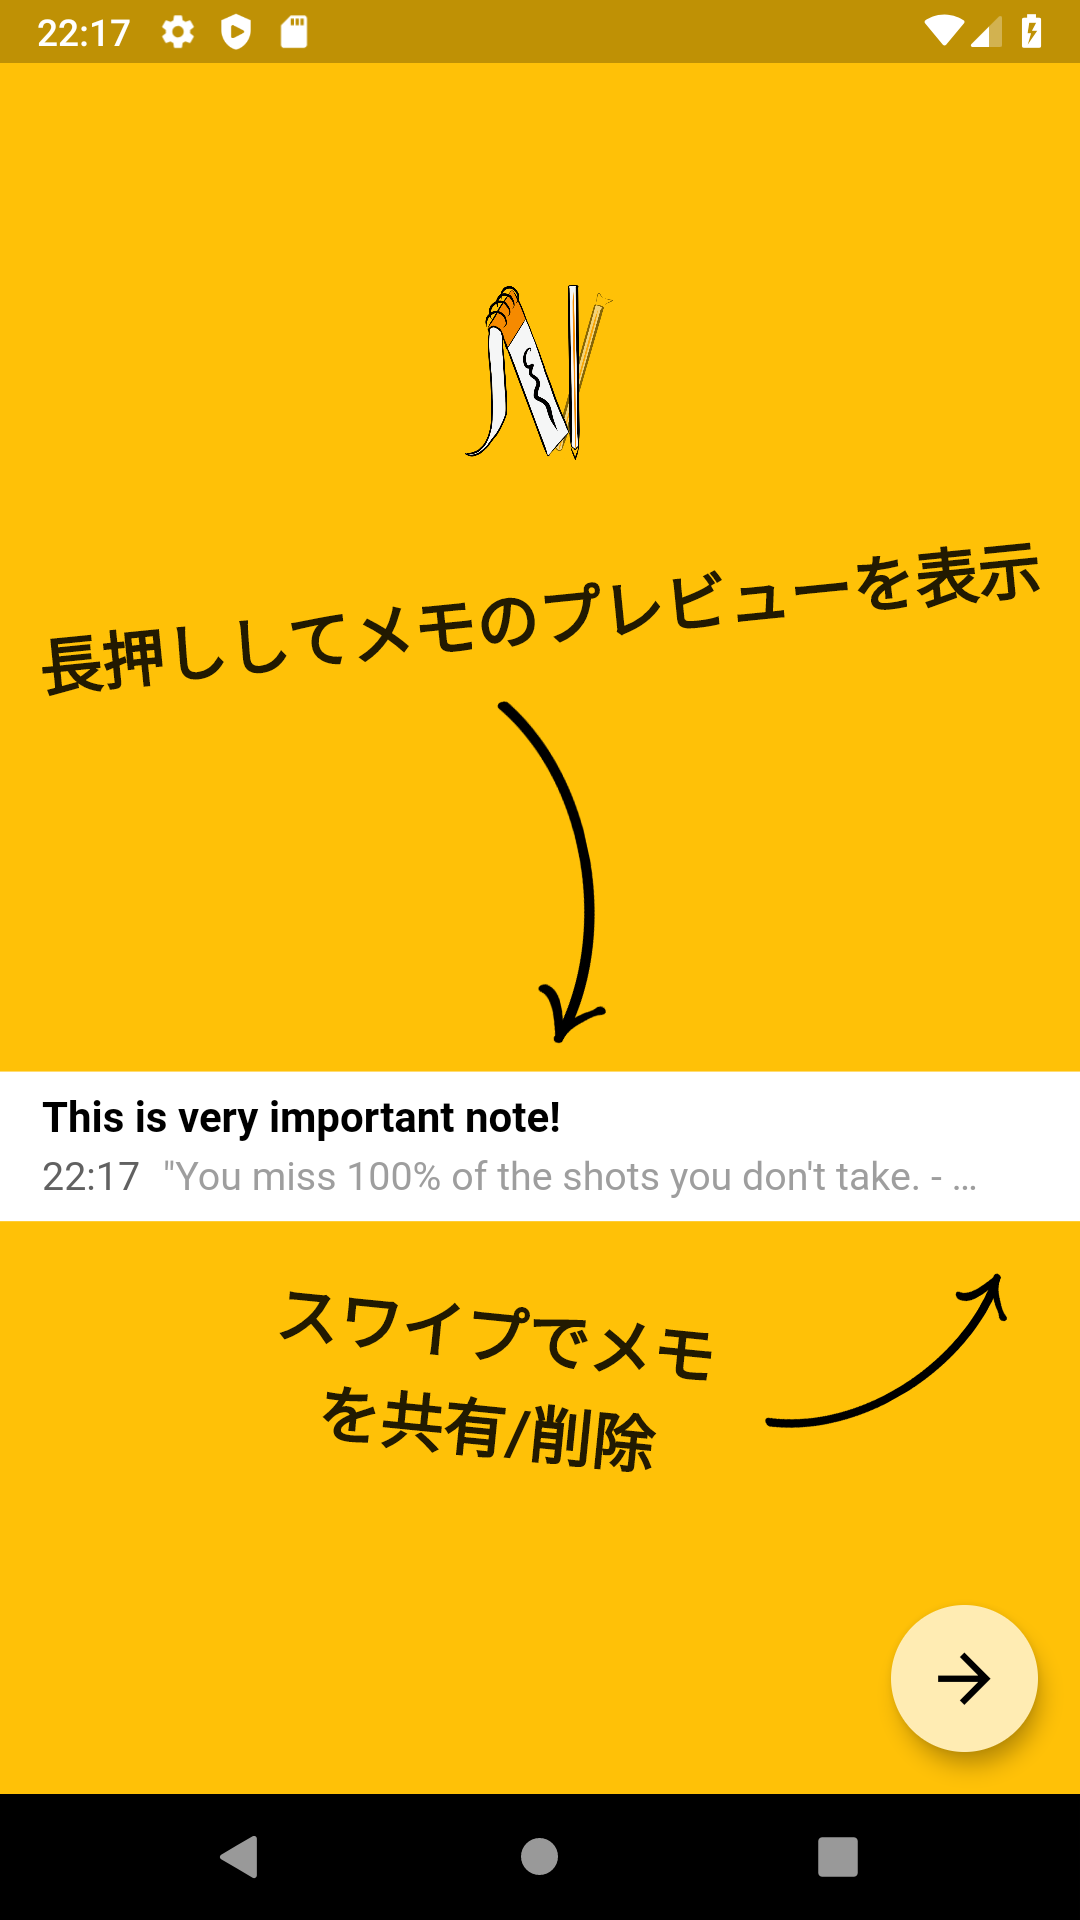 22:17
長押ししてメモのプレビューを表示
This is very important note!
22:17 "You miss 100% of the shots you don't take. - …
スワイプでメモ
を共有/削除